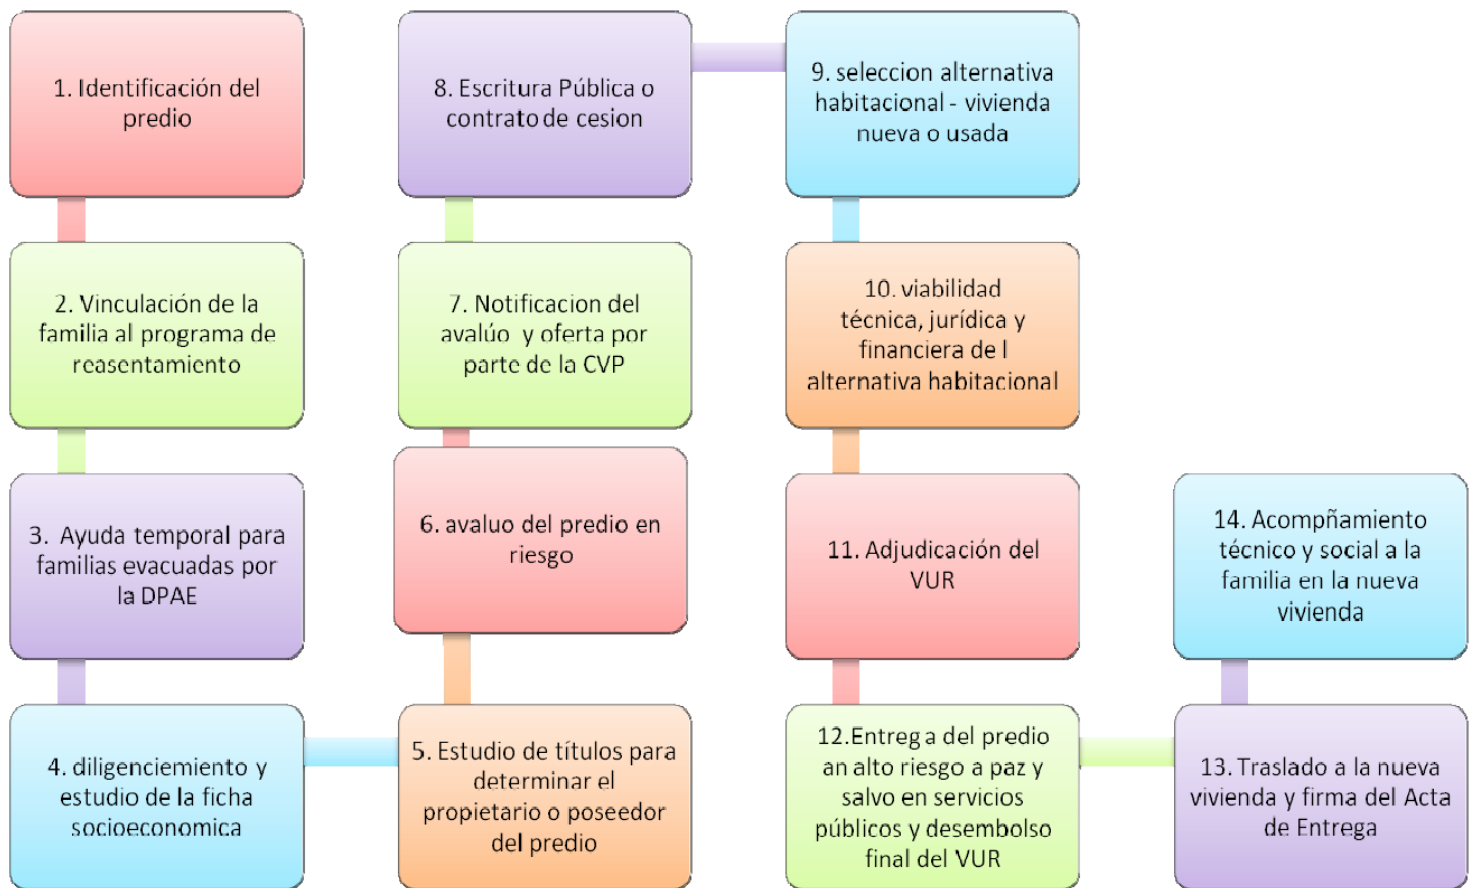 1. Identificación del
predio
2. Vinculación de la
familia al programa de
reasentamiento
3. Ayuda temporal para
familias evacuadas por
la DPAE
4. diligenciemiento y
estudio de la ficha
socioeconomica
5. Estudio de títulos para
determinar el
propietario o poseedor
del predio
6. avaluo del predio en
riesgo
7. Notificacion del
avalúo y oferta por
parte de la CVP
8. Escritura Pública o
contrato de cesion
9. seleccion alternativa
habitacional - vivienda
nueva o usada
10. viabilidad
técnica, jurídica y
financiera de l
alternativa habitacional
11. Adjudicación del
VUR
12.Entrega del predio
an alto riesgo a paz y
salvo en servicios
públicos y desembolso
final del VUR
13. Traslado a la nueva
vivienda y firma del Acta
de Entrega
14. Acompñamiento
técnico y social a la
familia en la nueva
vivienda